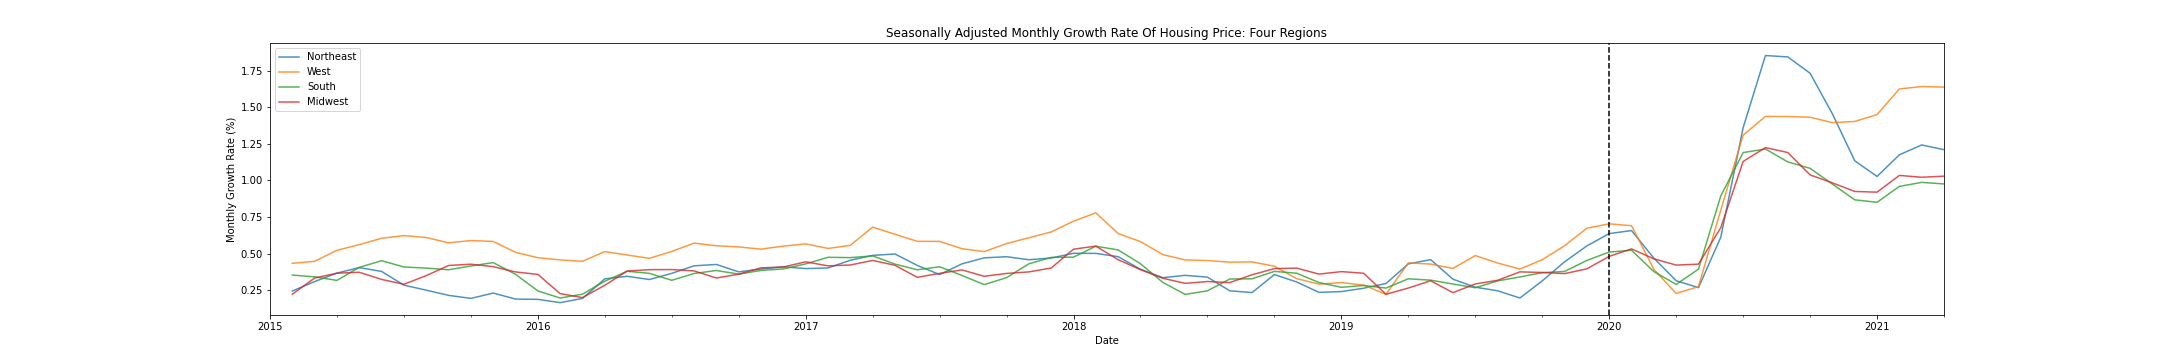 Seasonally Adjusted Monthly Growth Rate Of Housing Price: Four Regions
Northeast
West
South
Midwest
Monthly Growth Rate (%)
1.75
1.50
1.25
1.00
0.75
0.50
0.25
2015
2016
2017
2018
2019
2020
2021
Date